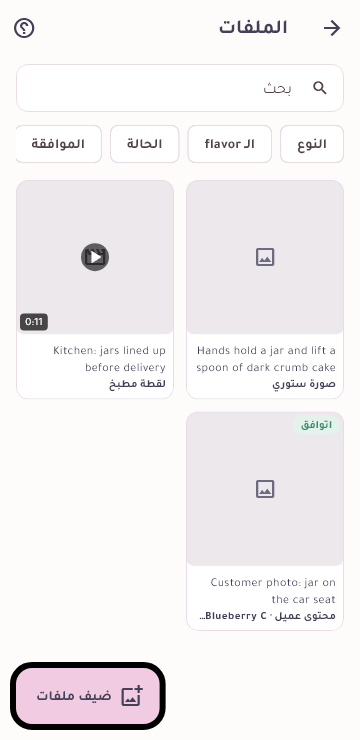 الملفات
بحث
النوع
الـ flavor
الحالة
الموافقة
Hands hold a jar and lift a
spoon of dark crumb cake
صورة ستوري
0:11
Kitchen: jars lined up
before delivery
لقطة مطبخ
اتوافق
Customer photo: jar on
the car seat
محتوى عميل · Blueberry C…
ضيف ملفات